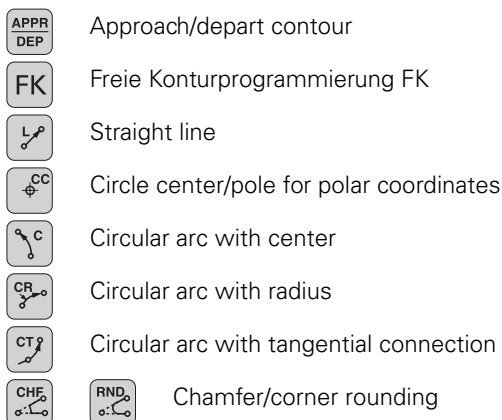 APPR
DEP Approach/depart contour
FK Freie Konturprogrammierung FK
L Straight line
CC Circle center/pole for polar coordinates
C Circular arc with center
CR Circular arc with radius
CT Circular arc with tangential connection
CHF RND Chamfer/corner rounding